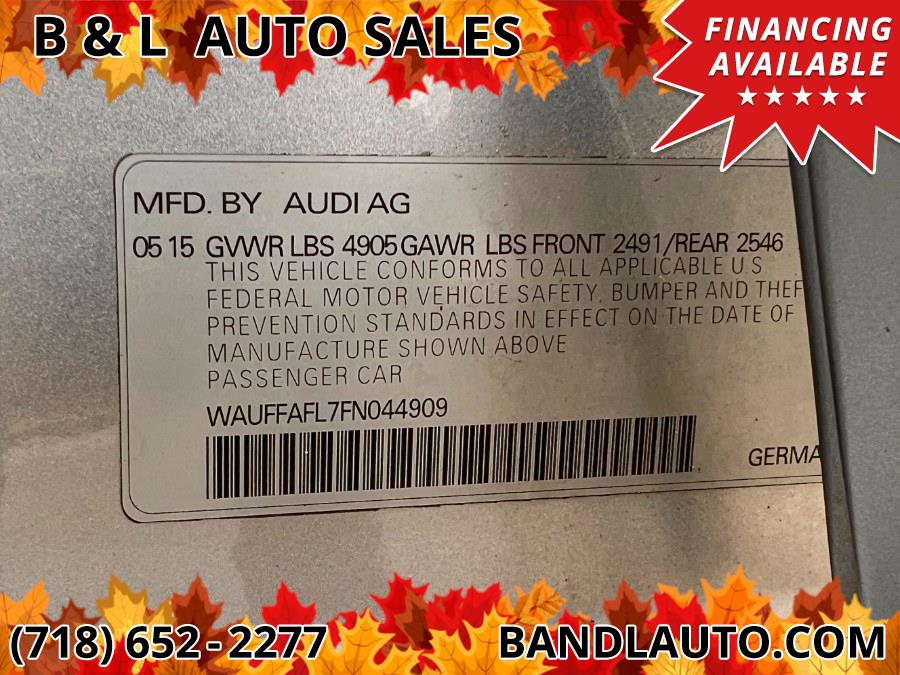 B & L AUTO SALES
FINANCING
AVAILABLE
MFD. BY AUDI AG
05 15 GVWR LBS 4905 GAWR LBS FRONT 2491/REAR 2546
THIS VEHICLE CONFORMS TO ALL APPLICABLE U S
FEDERAL MOTOR VEHICLE SAFETY, BUMPER AND THEF
PREVENTION STANDARDS IN EFFECT ON THE DATE OF
MANUFACTURE SHOWN ABOVE
PASSENGER CAR
WAUFFAFL7FN044909
GERMA
(718) 652-2277
BANDLAUTO.COM